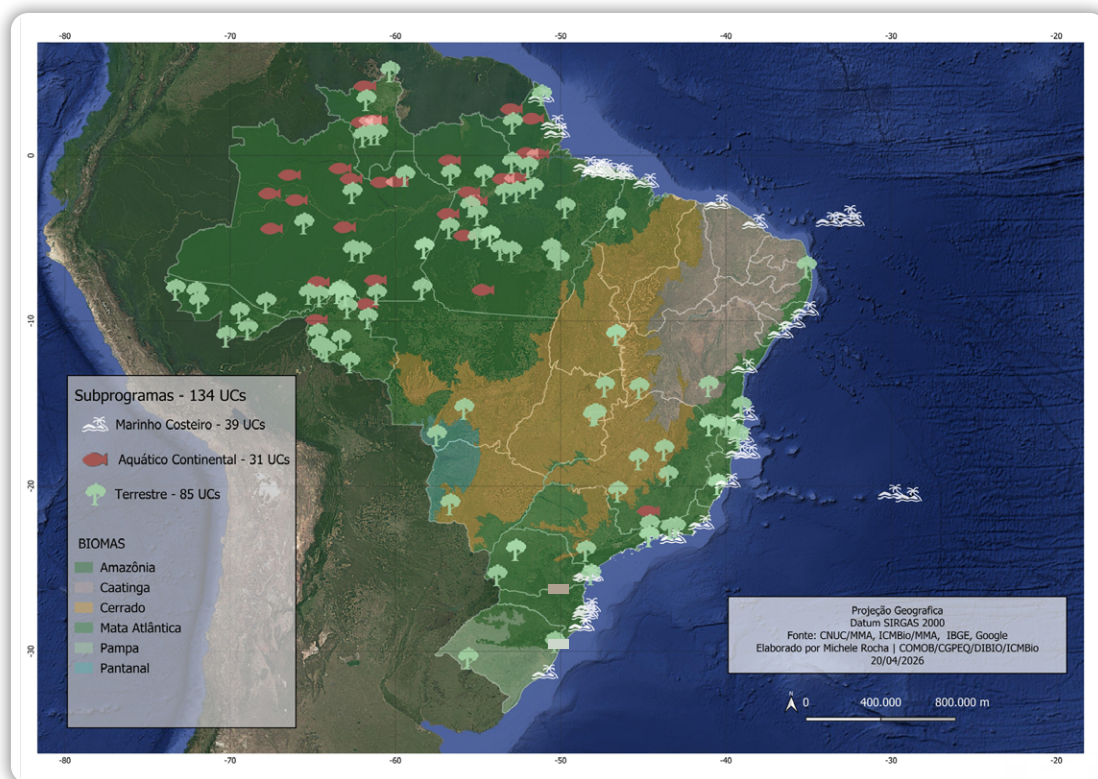 -80 -70 -60 -50 -40 -30 -20
0
-10
-20
-30
Subprogramas - 134 UCs
Marinho Costeiro - 39 UCs
Aquático Continental - 31 UCs
Terrestre - 85 UCs
BIOMAS
Amazônia
Caatinga
Cerrado
Mata Atlântica
Pampa
Pantanal
Projeção Geografica
Datum SIRGAS 2000
Fonte: CNUC/MMA, ICMBio/MMA, IBGE, Google
Elaborado por Michele Rocha | COMOB/CGPEQ/DIBIO/ICMBio
20/04/2026
N
0 400.000 800.000 m
-80 -70 -60 -50 -40 -30 -20